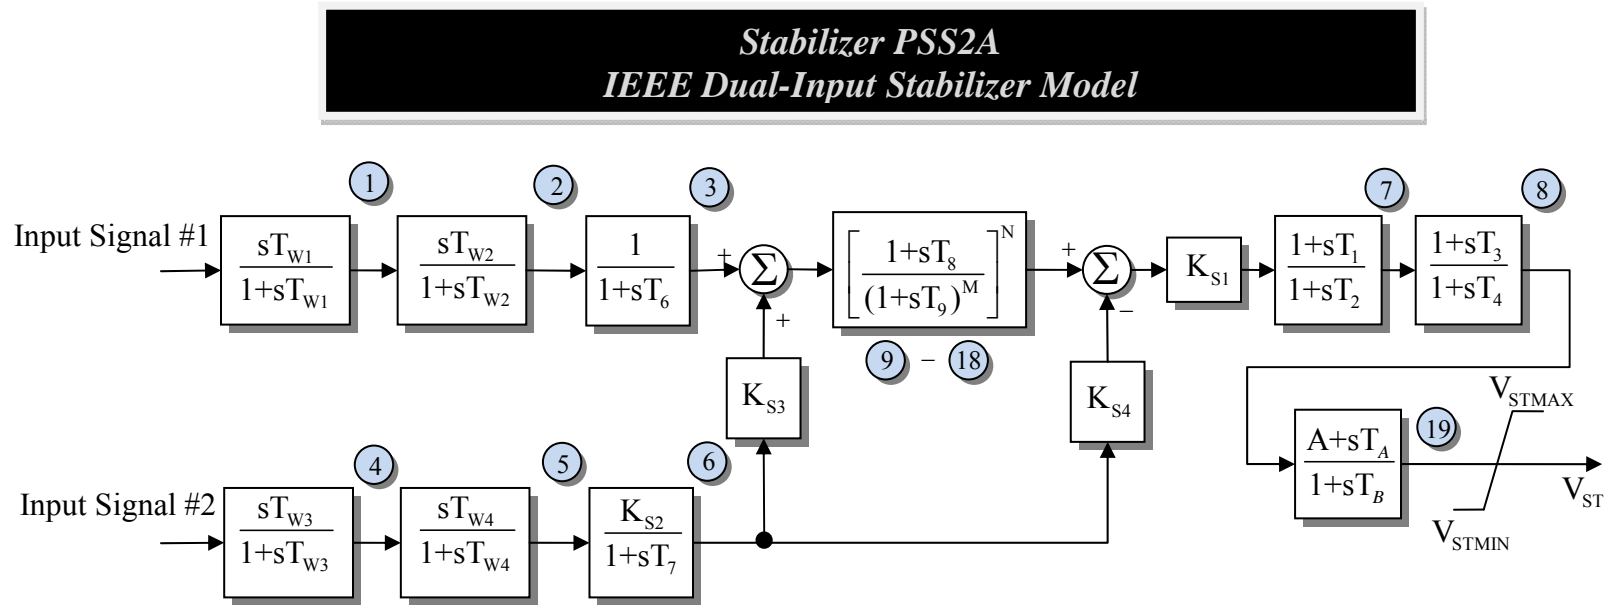 Stabilizer PSS2A
IEEE Dual-Input Stabilizer Model
1
2
3
7
8
Input Signal #1
sT_W1
1+sT_W1
sT_W2
1+sT_W2
1
1+sT_6
+
Σ
+
[1+sT_8
(1+sT_9)^M]^N
+
Σ
−
K_S1
1+sT_1
1+sT_2
1+sT_3
1+sT_4
9 – 18
K_S3
K_S4
V_STMAX
A+sT_A
1+sT_B
19
V_ST
V_STMIN
4
5
6
Input Signal #2
sT_W3
1+sT_W3
sT_W4
1+sT_W4
K_S2
1+sT_7